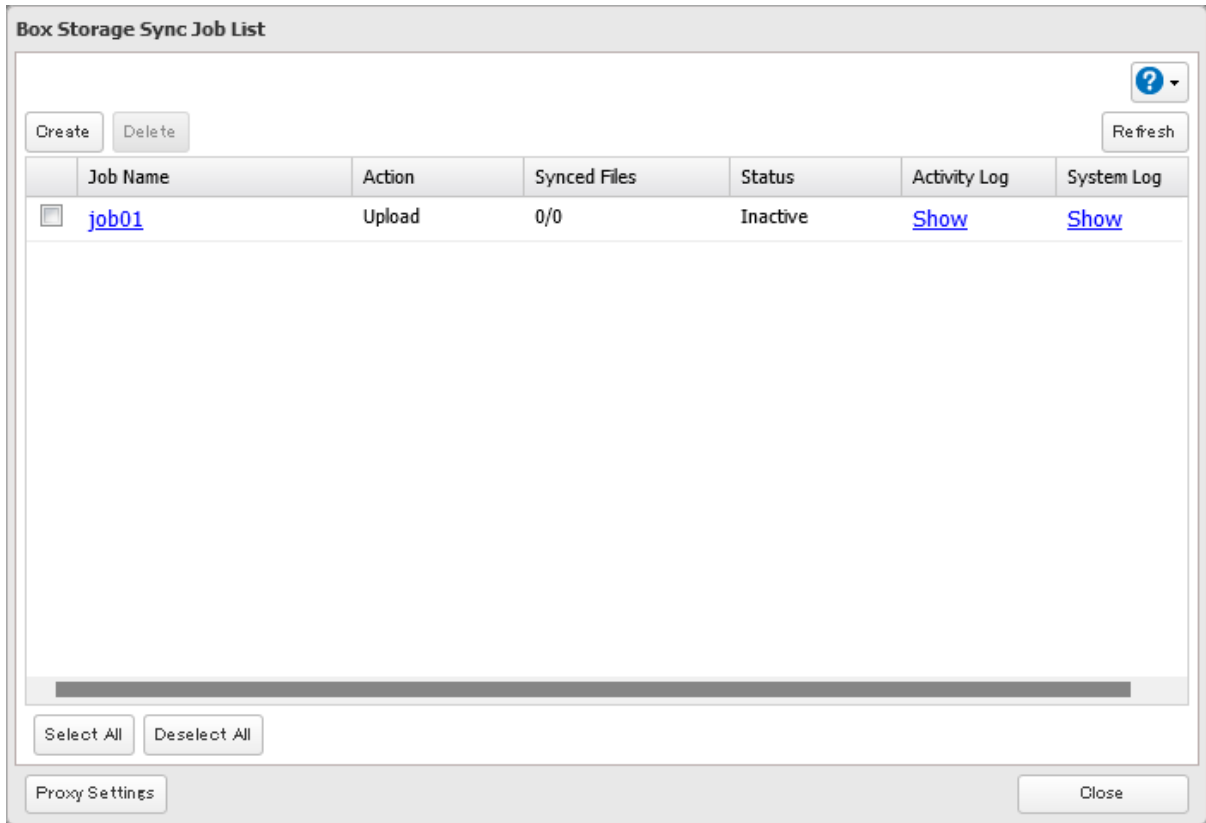 Box Storage Sync Job List
?
Create Delete Refresh
Job Name Action Synced Files Status Activity Log System Log
job01 Upload 0/0 Inactive Show Show
Select All Deselect All
Proxy Settings Close